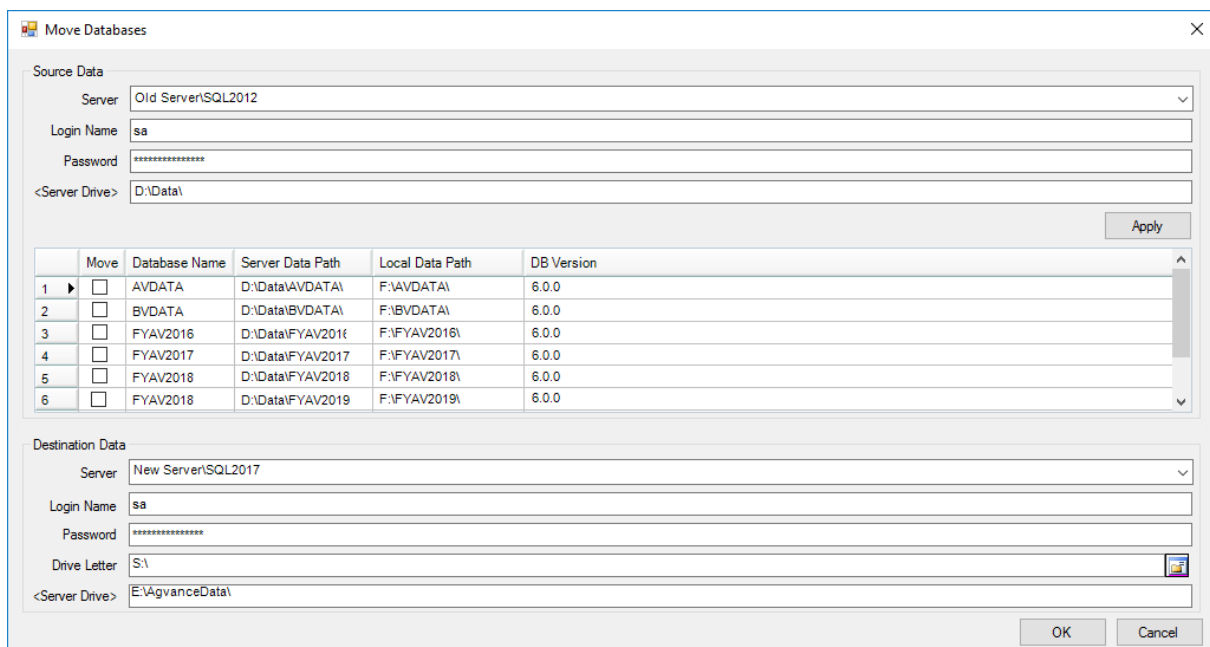 Move Databases
Source Data
Server Old Server\SQL2012
Login Name sa
Password ***************
<Server Drive> D:\Data\
Apply
Move Database Name Server Data Path Local Data Path DB Version
1 AVDATA D:\Data\AVDATA\ F:\AVDATA\ 6.0.0
2 BVDATA D:\Data\BVDATA\ F:\BVDATA\ 6.0.0
3 FYAV2016 D:\Data\FYAV2016 F:\FYAV2016\ 6.0.0
4 FYAV2017 D:\Data\FYAV2017 F:\FYAV2017\ 6.0.0
5 FYAV2018 D:\Data\FYAV2018 F:\FYAV2018\ 6.0.0
6 FYAV2018 D:\Data\FYAV2019 F:\FYAV2019\ 6.0.0
Destination Data
Server New Server\SQL2017
Login Name sa
Password ***************
Drive Letter S:\
<Server Drive> E:\AgvanceData\
OK Cancel